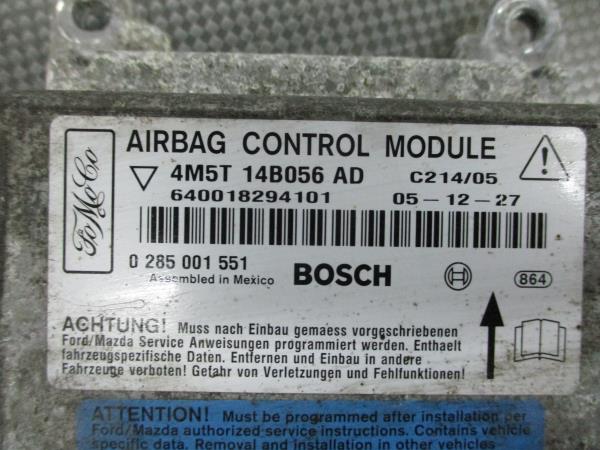 FoMoCo
AIRBAG CONTROL MODULE
4M5T 14B056 AD C214/05
640018294101 05-12-27
0 285 001 551
Assembled in Mexico BOSCH 864
ACHTUNG! Muss nach Einbau gemaess vorgeschriebenen
Ford/Mazda Service Anweisungen programmiert werden. Enthaelt
fahrzeugspezifische Daten. Entfernen und Einbau in andere
Fahrzeuge verboten! Gefahr von Verletzungen und Fehlfunktionen!
ATTENTION! Must be programmed after installation per
Ford/Mazda authorized service instructions. Contains vehicle
specific data. Removal and installation in other vehicles